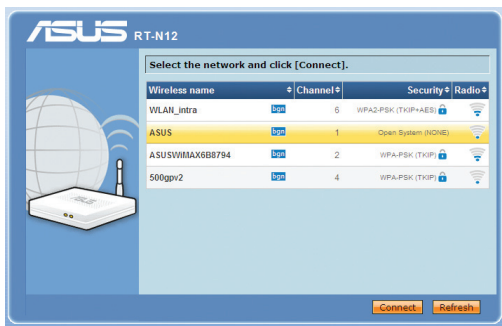 ASUS RT-N12
Select the network and click [Connect].
Wireless name Channel Security Radio
WLAN_intra bgn 6 WPA2-PSK (TKIP+AES)
ASUS bgn 1 Open System (NONE)
ASUSWiMAX6B8794 bgn 2 WPA-PSK (TKIP)
500gpv2 bgn 4 WPA-PSK (TKIP)
ASUS
Connect Refresh